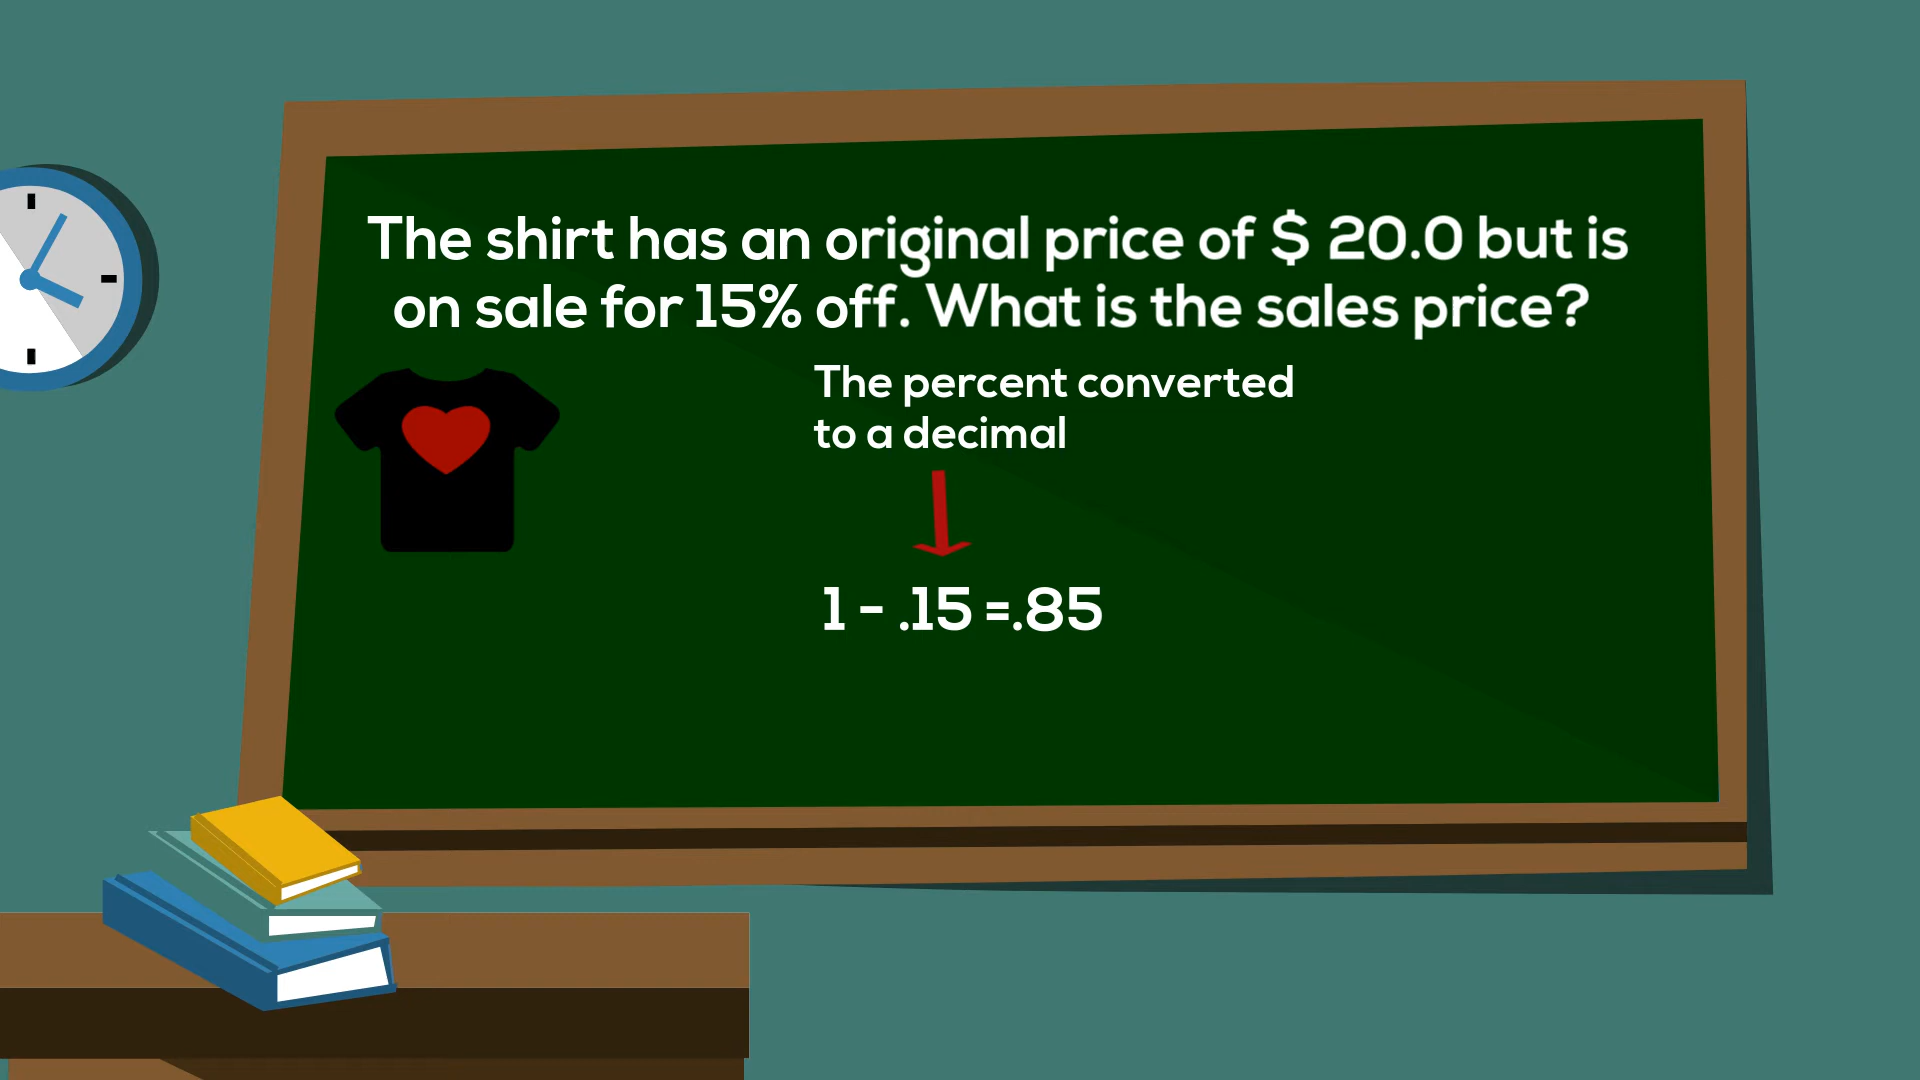 The shirt has an original price of $ 20.0 but is
on sale for 15% off. What is the sales price?
The percent converted
to a decimal
1 - .15 =.85